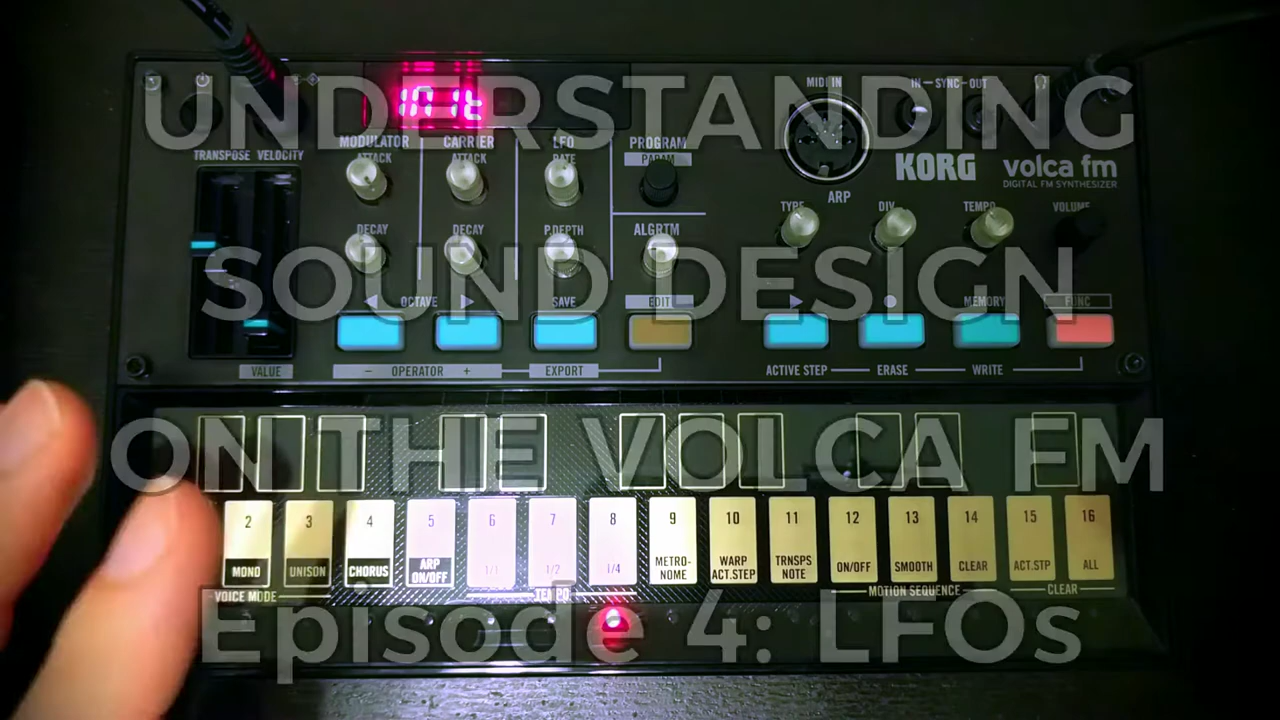 UNDERSTANDING
SOUND DESIGN
ON THE VOLCA FM
Episode 4: LFOs
MIDI IN
IN SYNC OUT
TRANSPOSE VELOCITY
MODULATOR
ATTACK
CARRIER
ATTACK
LFO
RATE
PROGRAM
PARAM
KORG
volca fm
DIGITAL FM SYNTHESIZER
ARP
TYPE
DIV
TEMPO
VOLUME
DECAY
DECAY
P.DEPTH
ALGRTM
OCTAVE
SAVE
EDIT
MEMORY
FUNC
VALUE
− OPERATOR +
EXPORT
ACTIVE STEP
ERASE
WRITE
2 3 4 5 6 7 8 9 10 11 12 13 14 15 16
MONO
UNISON
CHORUS
ARP
ON/OFF
1/1
1/2
1/4
METRO-
NOME
WARP
ACT.STEP
TRNSPS
NOTE
ON/OFF
SMOOTH
CLEAR
ACT.STP
ALL
VOICE MODE
TEMPO
MOTION SEQUENCE
CLEAR